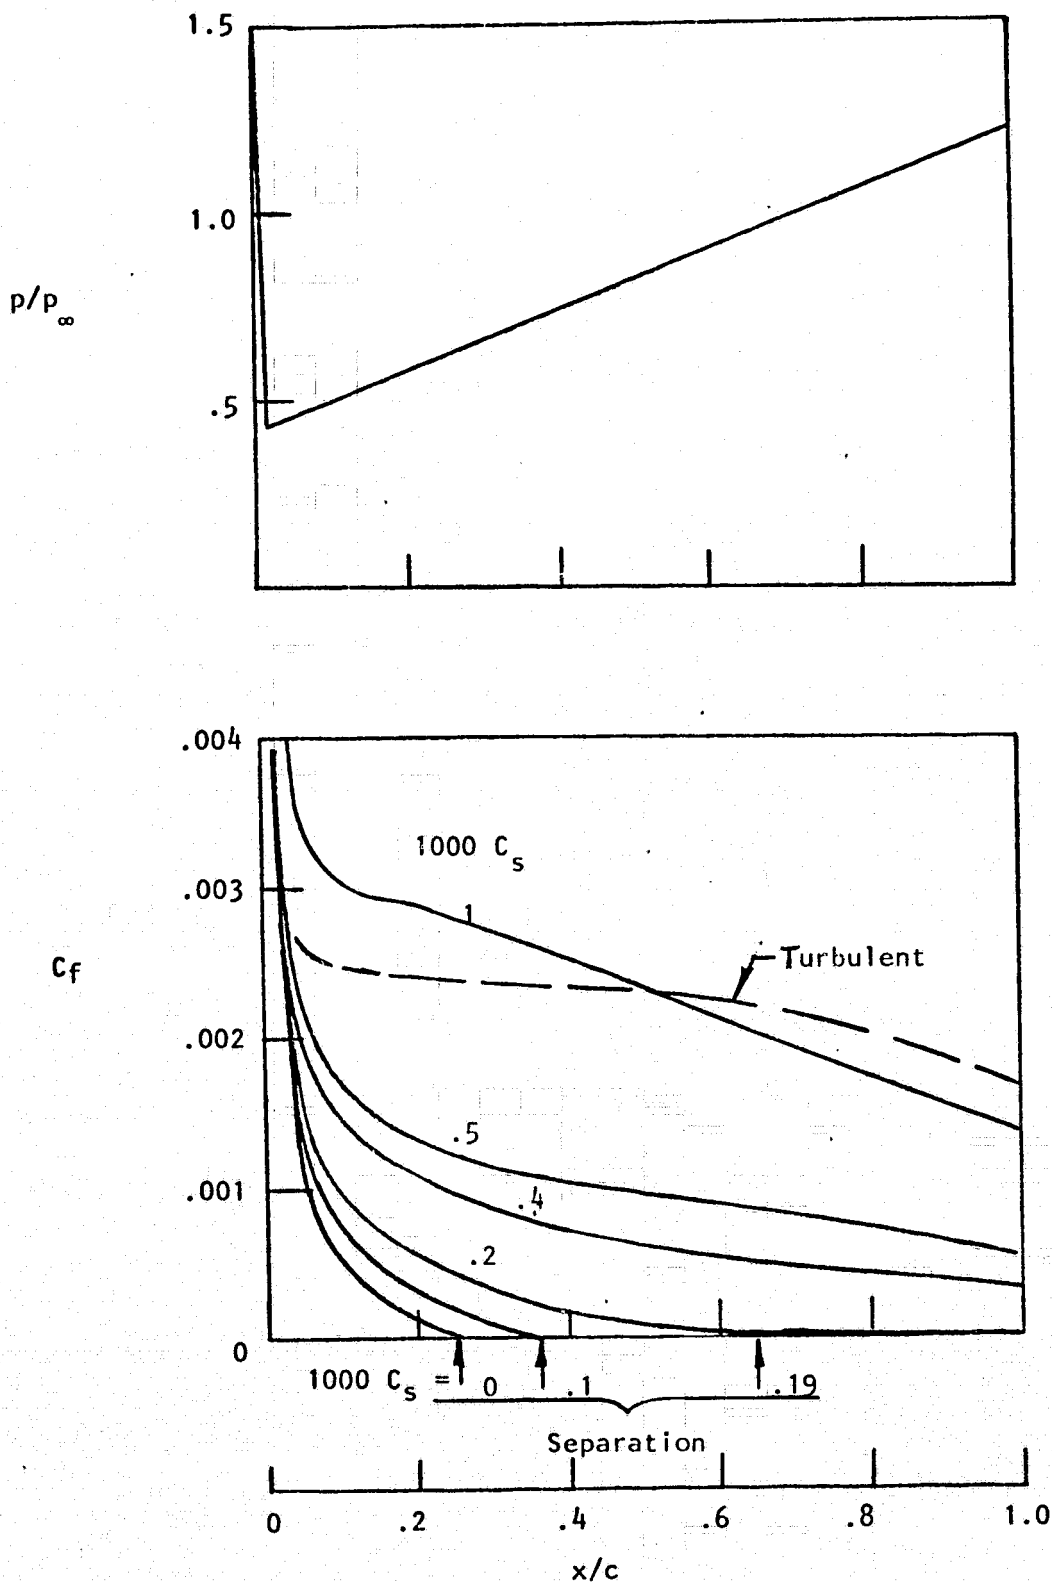 1.5
1.0
p/p∞
.5
.004
1000 Cs
.003
1
Cf
Turbulent
.002
.5
.001
.4
.2
0
1000 Cs = 0 .1 .19
Separation
0 .2 .4 .6 .8 1.0
x/c